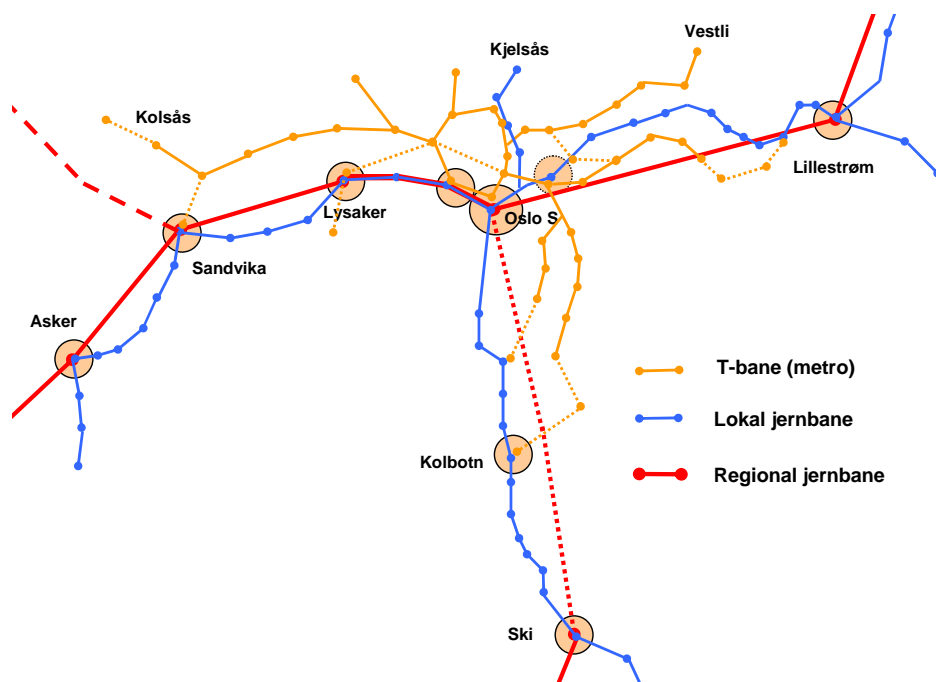 Vestli
Kjelsås
Kolsås
Lillestrøm
Lysaker
Oslo S
Sandvika
Asker
T-bane (metro)
Lokal jernbane
Kolbotn
Regional jernbane
Ski